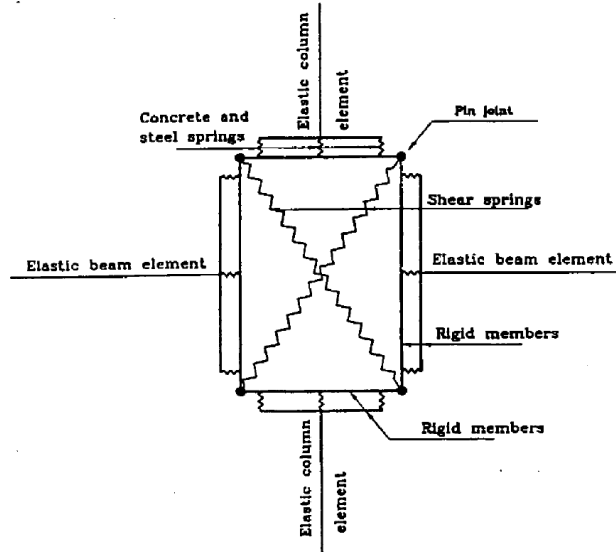 Elastic column
element
Concrete and
steel springs
Pin joint
Shear springs
Elastic beam element
Elastic beam element
Rigid members
Rigid members
Elastic column
element